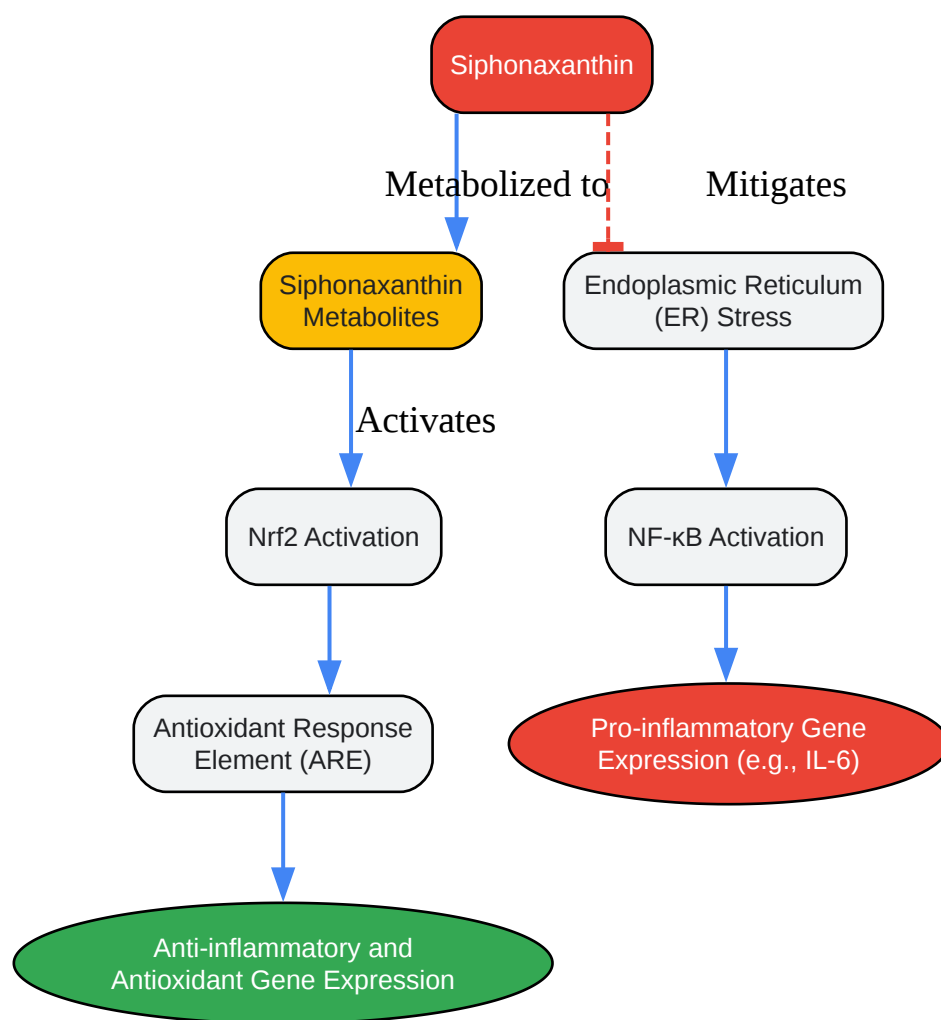 Siphonaxanthin
Metabolized to
Mitigates
Siphonaxanthin
Metabolites
Endoplasmic Reticulum
(ER) Stress
Activates
Nrf2 Activation
NF-κB Activation
Antioxidant Response
Element (ARE)
Pro-inflammatory Gene
Expression (e.g., IL-6)
Anti-inflammatory and
Antioxidant Gene Expression